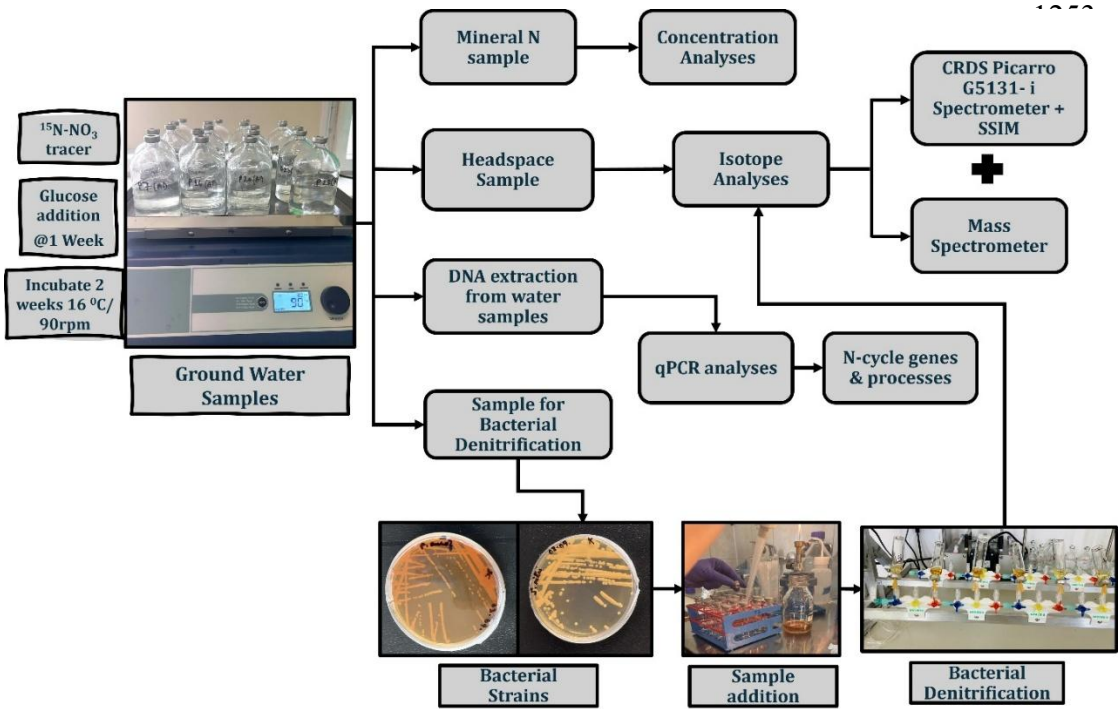 Mineral N
sample
Concentration
Analyses
CRDS Picarro
G5131- i
Spectrometer +
SSIM
¹⁵N-NO₃
tracer
Headspace
Sample
Isotope
Analyses
Glucose
addition
@1 Week
Mass
Spectrometer
Incubate 2
weeks 16 ⁰C/
90rpm
DNA extraction
from water
samples
90
Ground Water
Samples
qPCR analyses
N-cycle genes
& processes
Sample for
Bacterial
Denitrification
Bacterial
Strains
Sample
addition
Bacterial
Denitrification